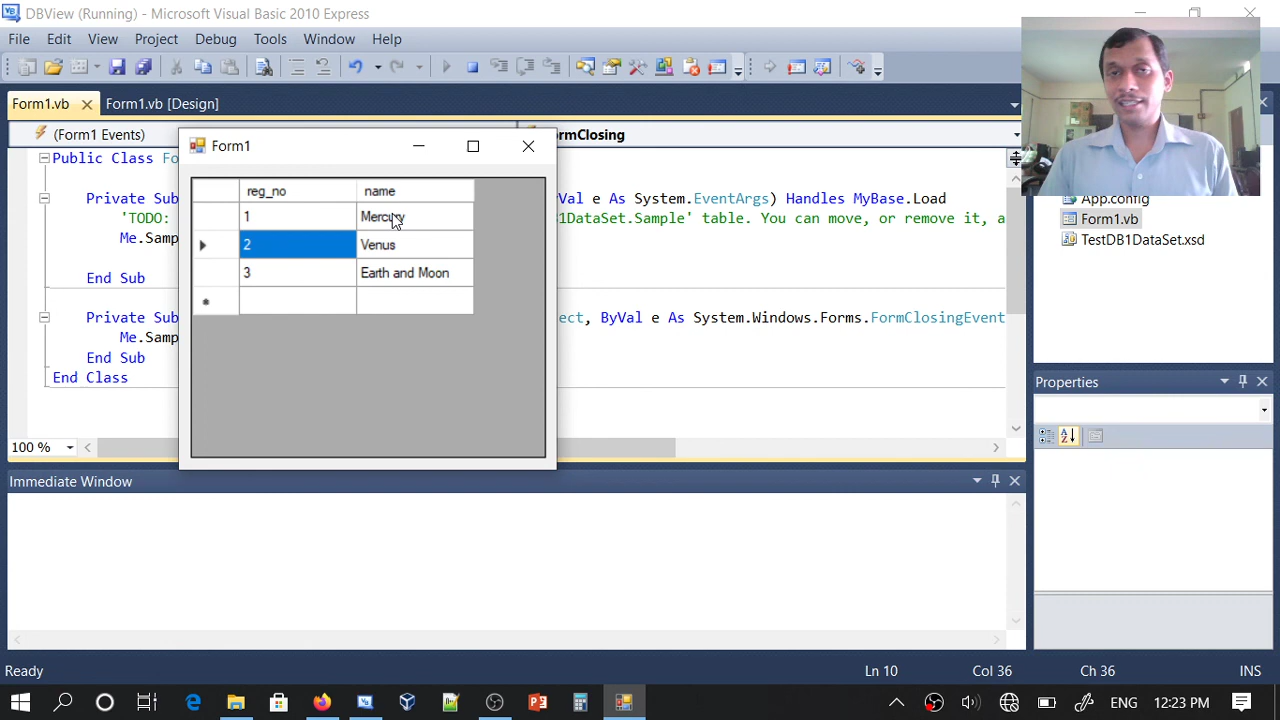 DBView (Running) - Microsoft Visual Basic 2010 Express
File Edit View Project Debug Tools Window Help
Form1.vb Form1.vb [Design]
(Form1 Events)
ormClosing
Form1
Public Class Fo
reg_no name
Private Sub
Val e As System.EventArgs) Handles MyBase.Load
1 Mercury
'TODO:
B1DataSet.Sample' table. You can move, or remove it, a
Me.Samp
2 Venus
3 Earth and Moon
End Sub
Private Sub
ect, ByVal e As System.Windows.Forms.FormClosingEvent
Me.Samp
End Sub
End Class
100 %
App.config
Form1.vb
TestDB1DataSet.xsd
Properties
Immediate Window
Ready Ln 10 Col 36 Ch 36 INS
ENG 12:23 PM